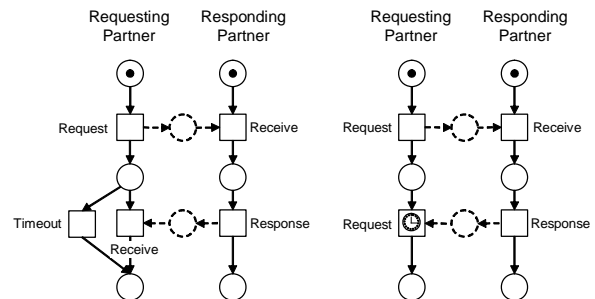 Requesting Partner
Responding Partner
Requesting Partner
Responding Partner
Request
Receive
Request
Receive
Timeout
Receive
Response
Request
Response